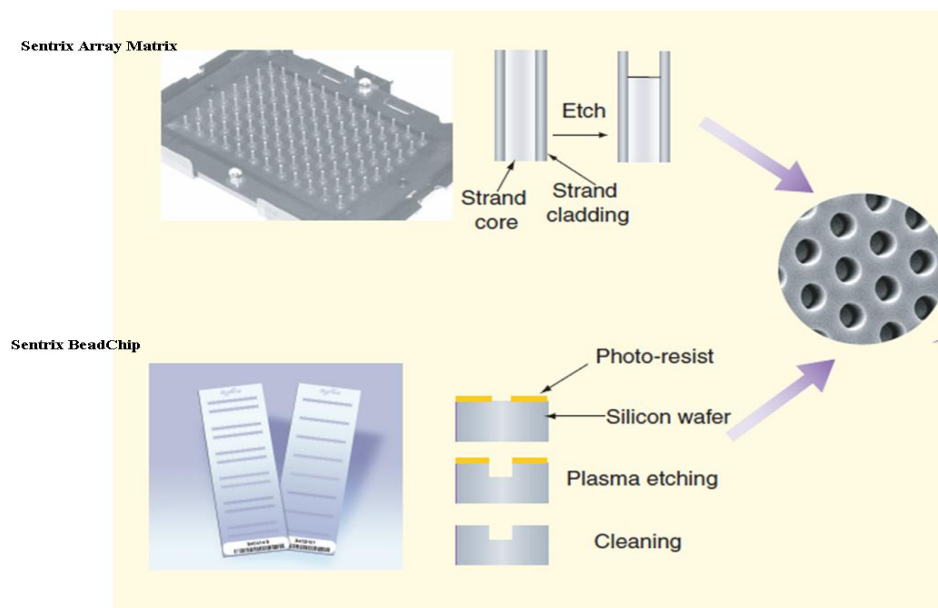 Sentrix Array Matrix
Etch
Strand
core
Strand
cladding
Sentrix BeadChip
Photo-resist
Silicon wafer
Plasma etching
Cleaning